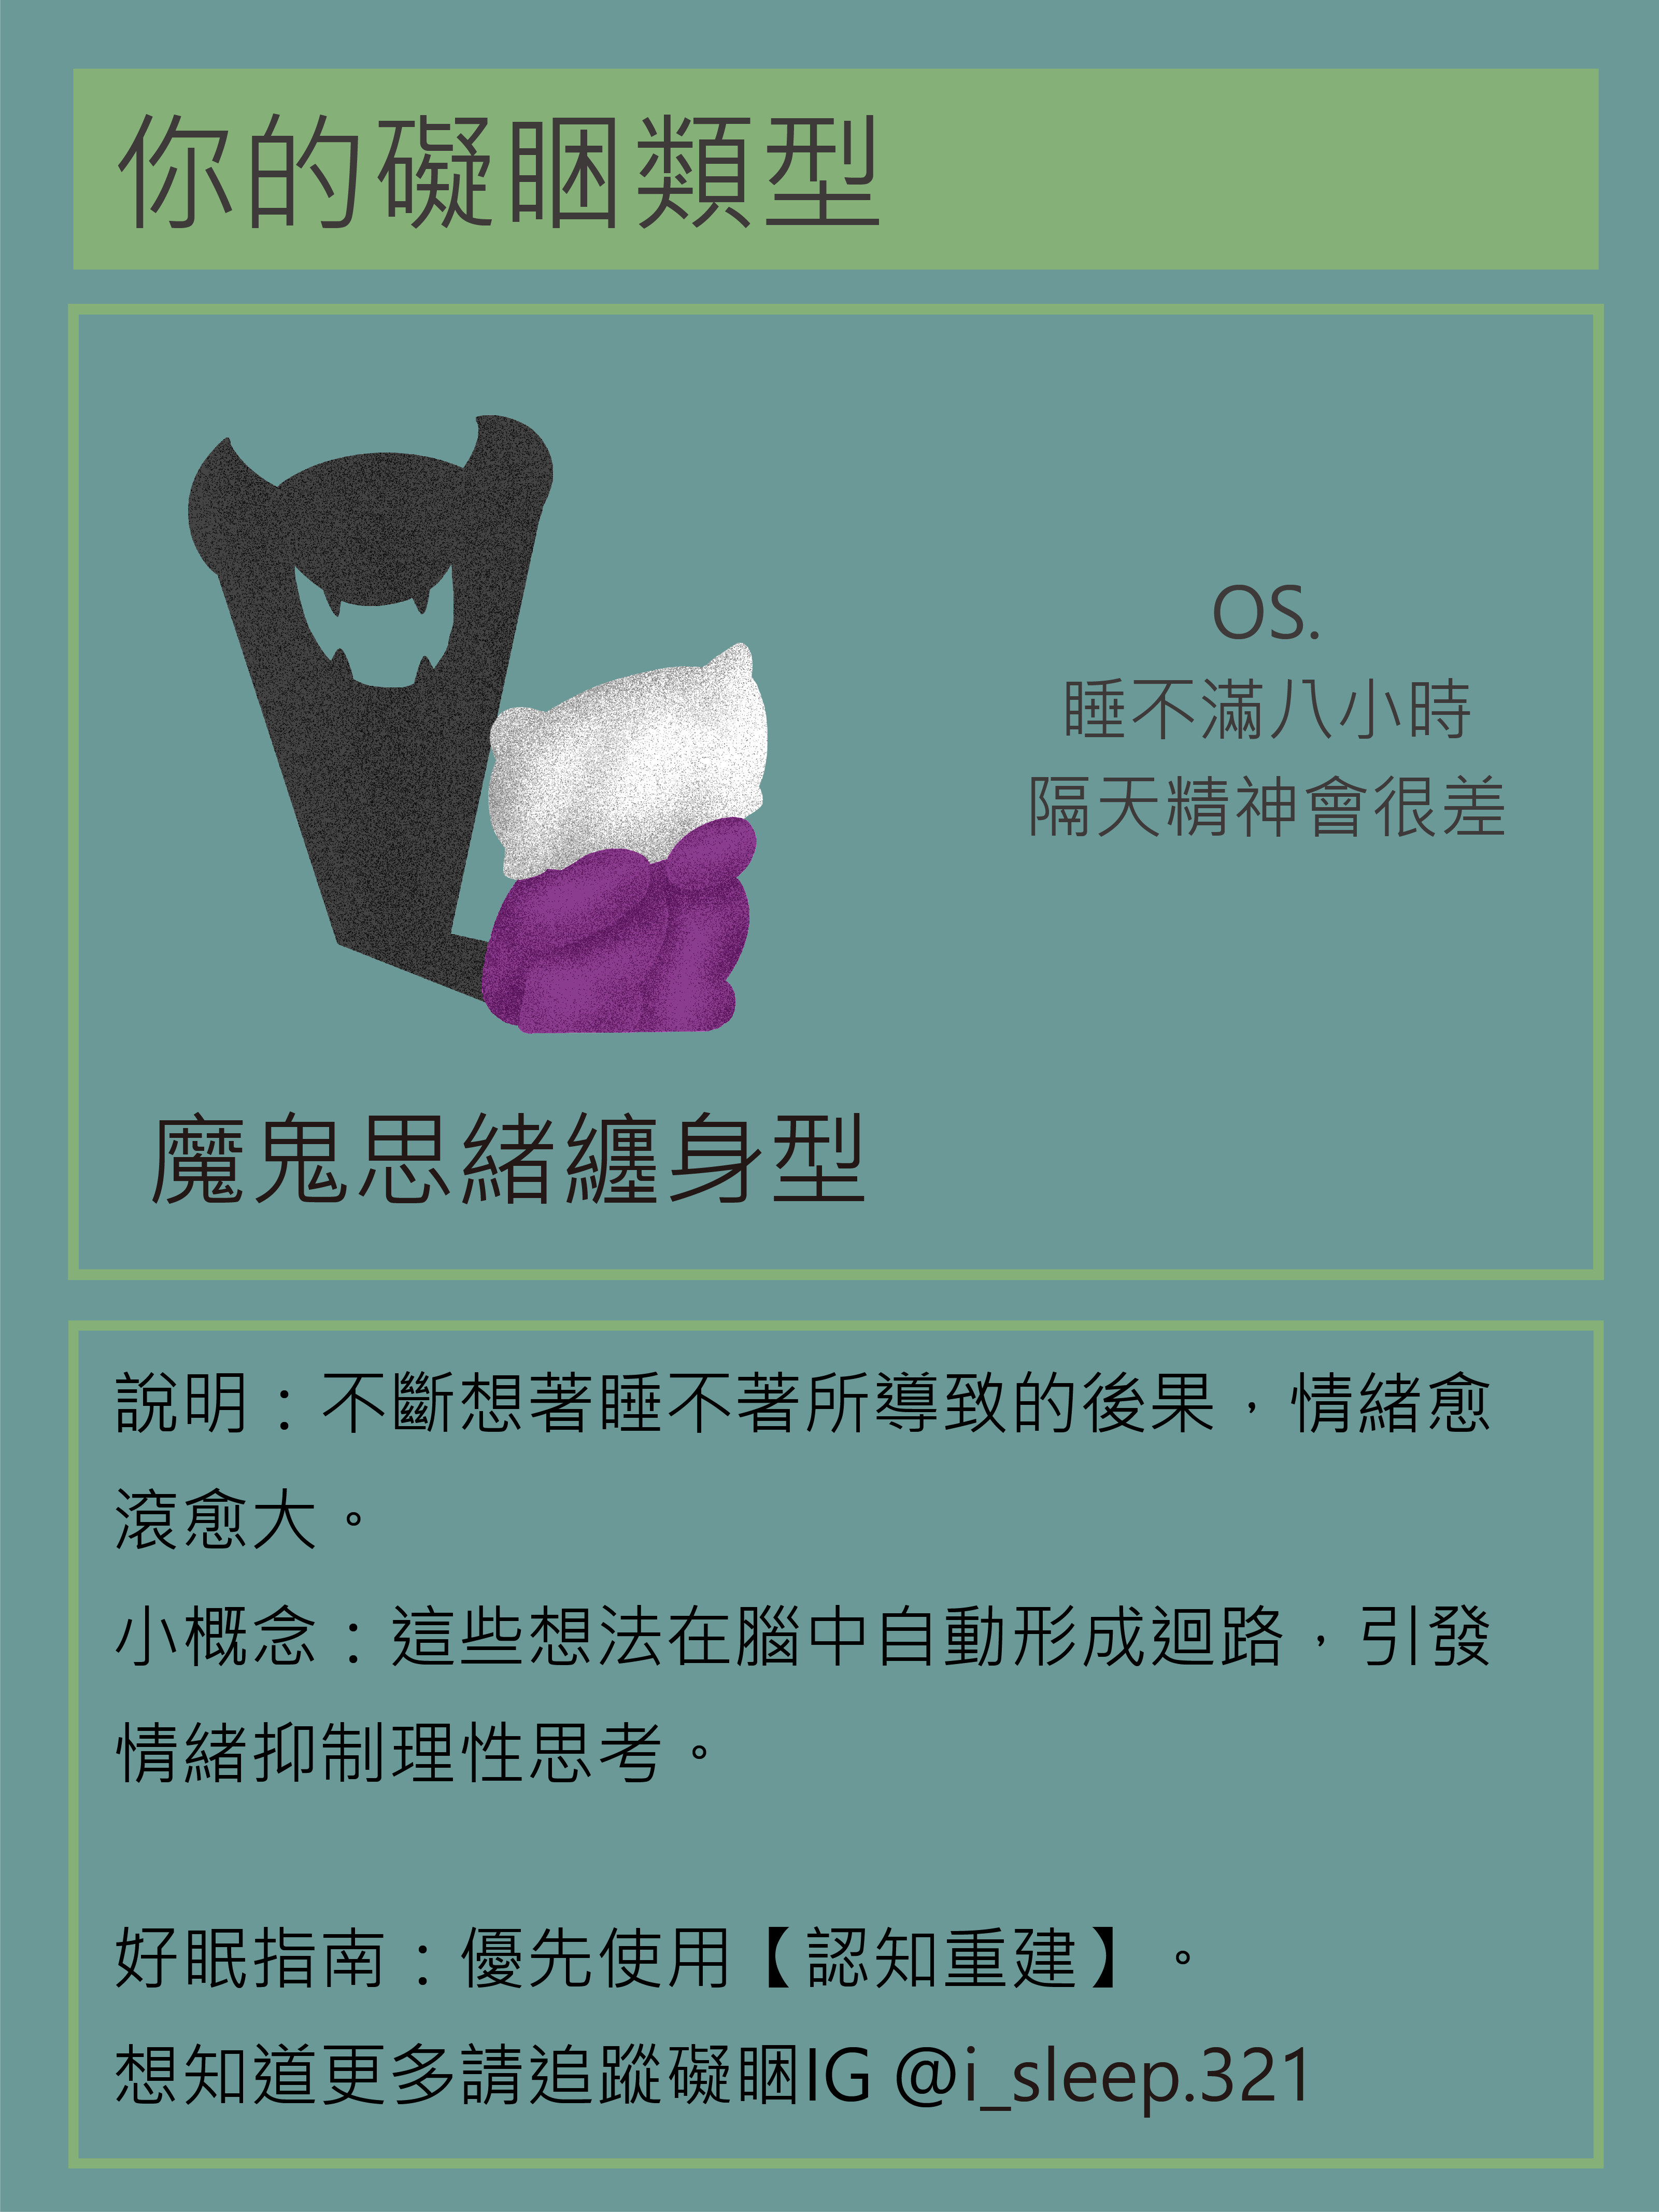 你的礙睏類型
OS.
睡不滿八小時
隔天精神會很差
魔鬼思緒纏身型
說明：不斷想著睡不著所導致的後果，情緒愈
滾愈大。
小概念：這些想法在腦中自動形成迴路，引發
情緒抑制理性思考。
好眠指南：優先使用【認知重建】。
想知道更多請追蹤礙睏IG @i_sleep.321